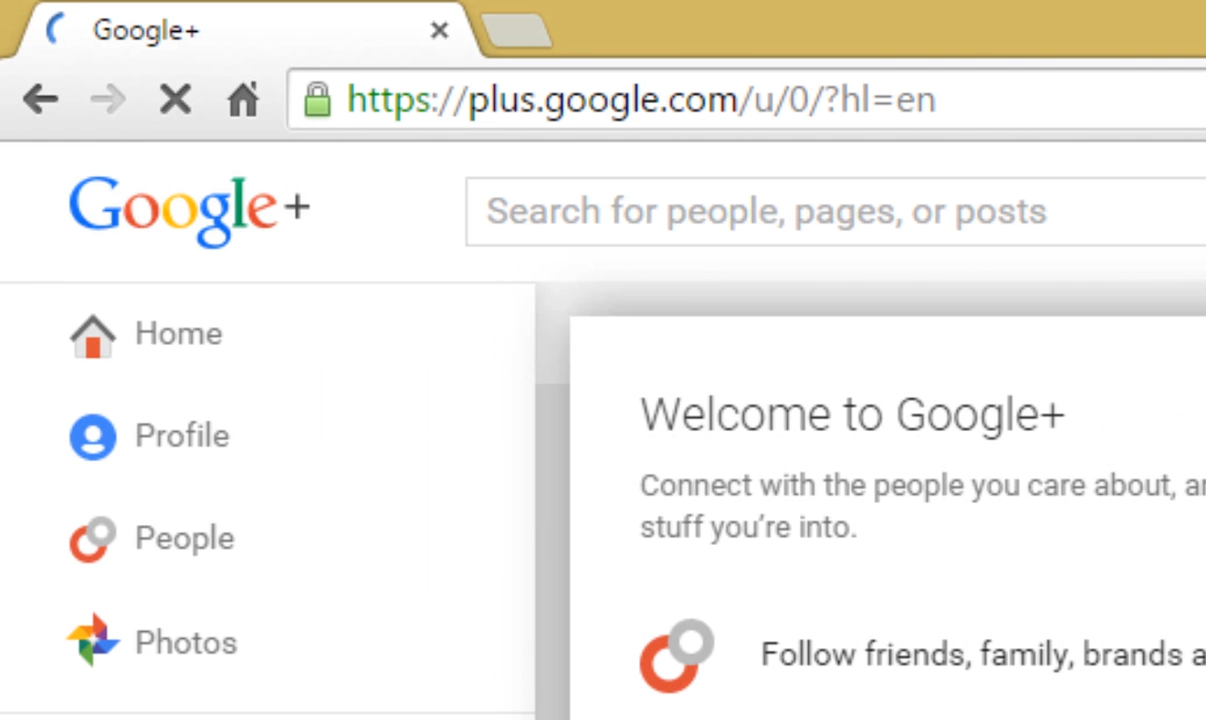 Google+
https://plus.google.com/u/0/?hl=en
Google+
Search for people, pages, or posts
Home
Profile
People
Photos
Welcome to Google+
Connect with the people you care about,
stuff you're into.
Follow friends, family, brands